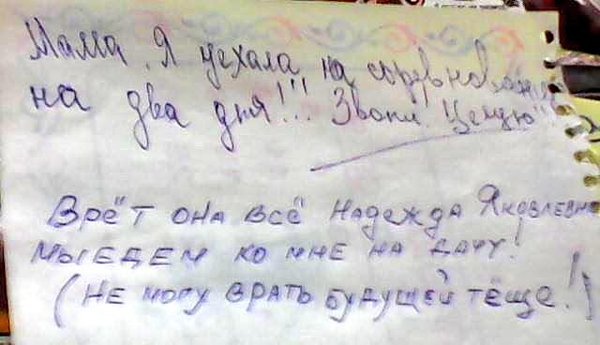 Мама, Я уехала на соревнования
на два дня!!! Звони! Целую
Врёт она всё Надежда Яковлевна
мы едем ко мне на дачу!
(Не могу врать будущей тёще!)